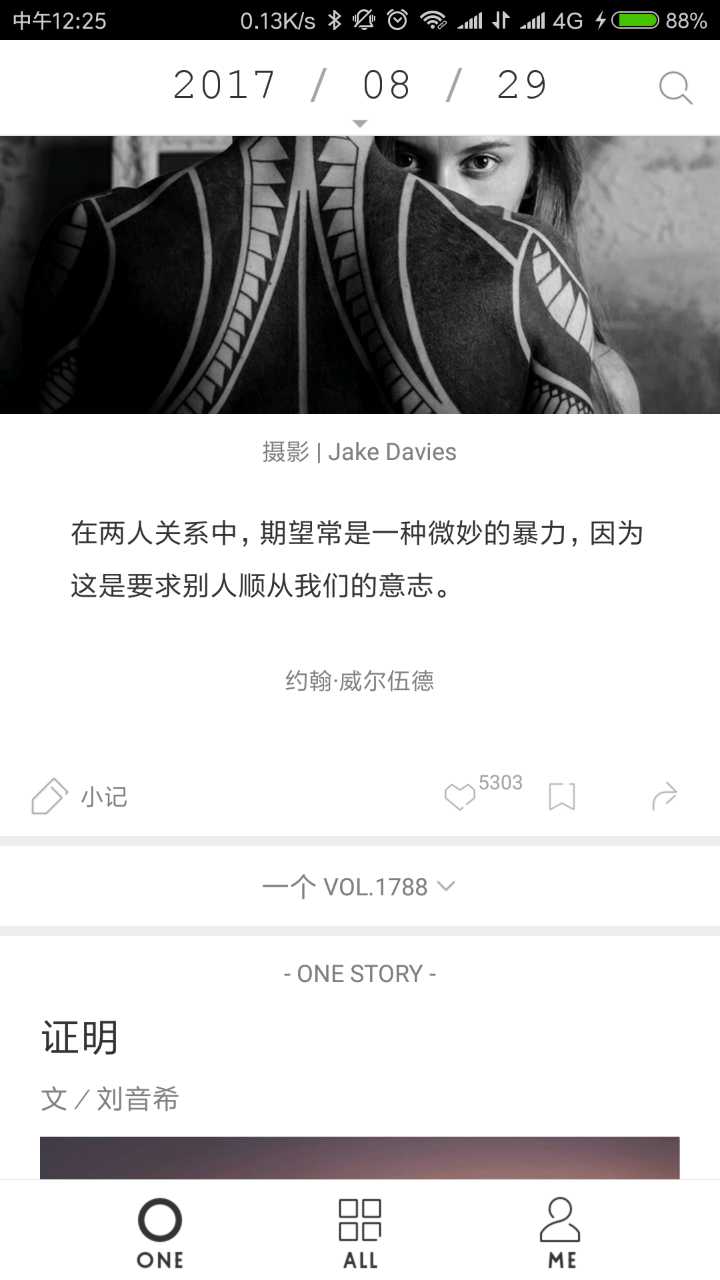 中午12:25 0.13K/s 4G 88%
2017 / 08 / 29
摄影 | Jake Davies
在两人关系中，期望常是一种微妙的暴力，因为
这是要求别人顺从我们的意志。
约翰·威尔伍德
小记 5303
一个 VOL.1788
- ONE STORY -
证明
文／刘音希
ONE ALL ME